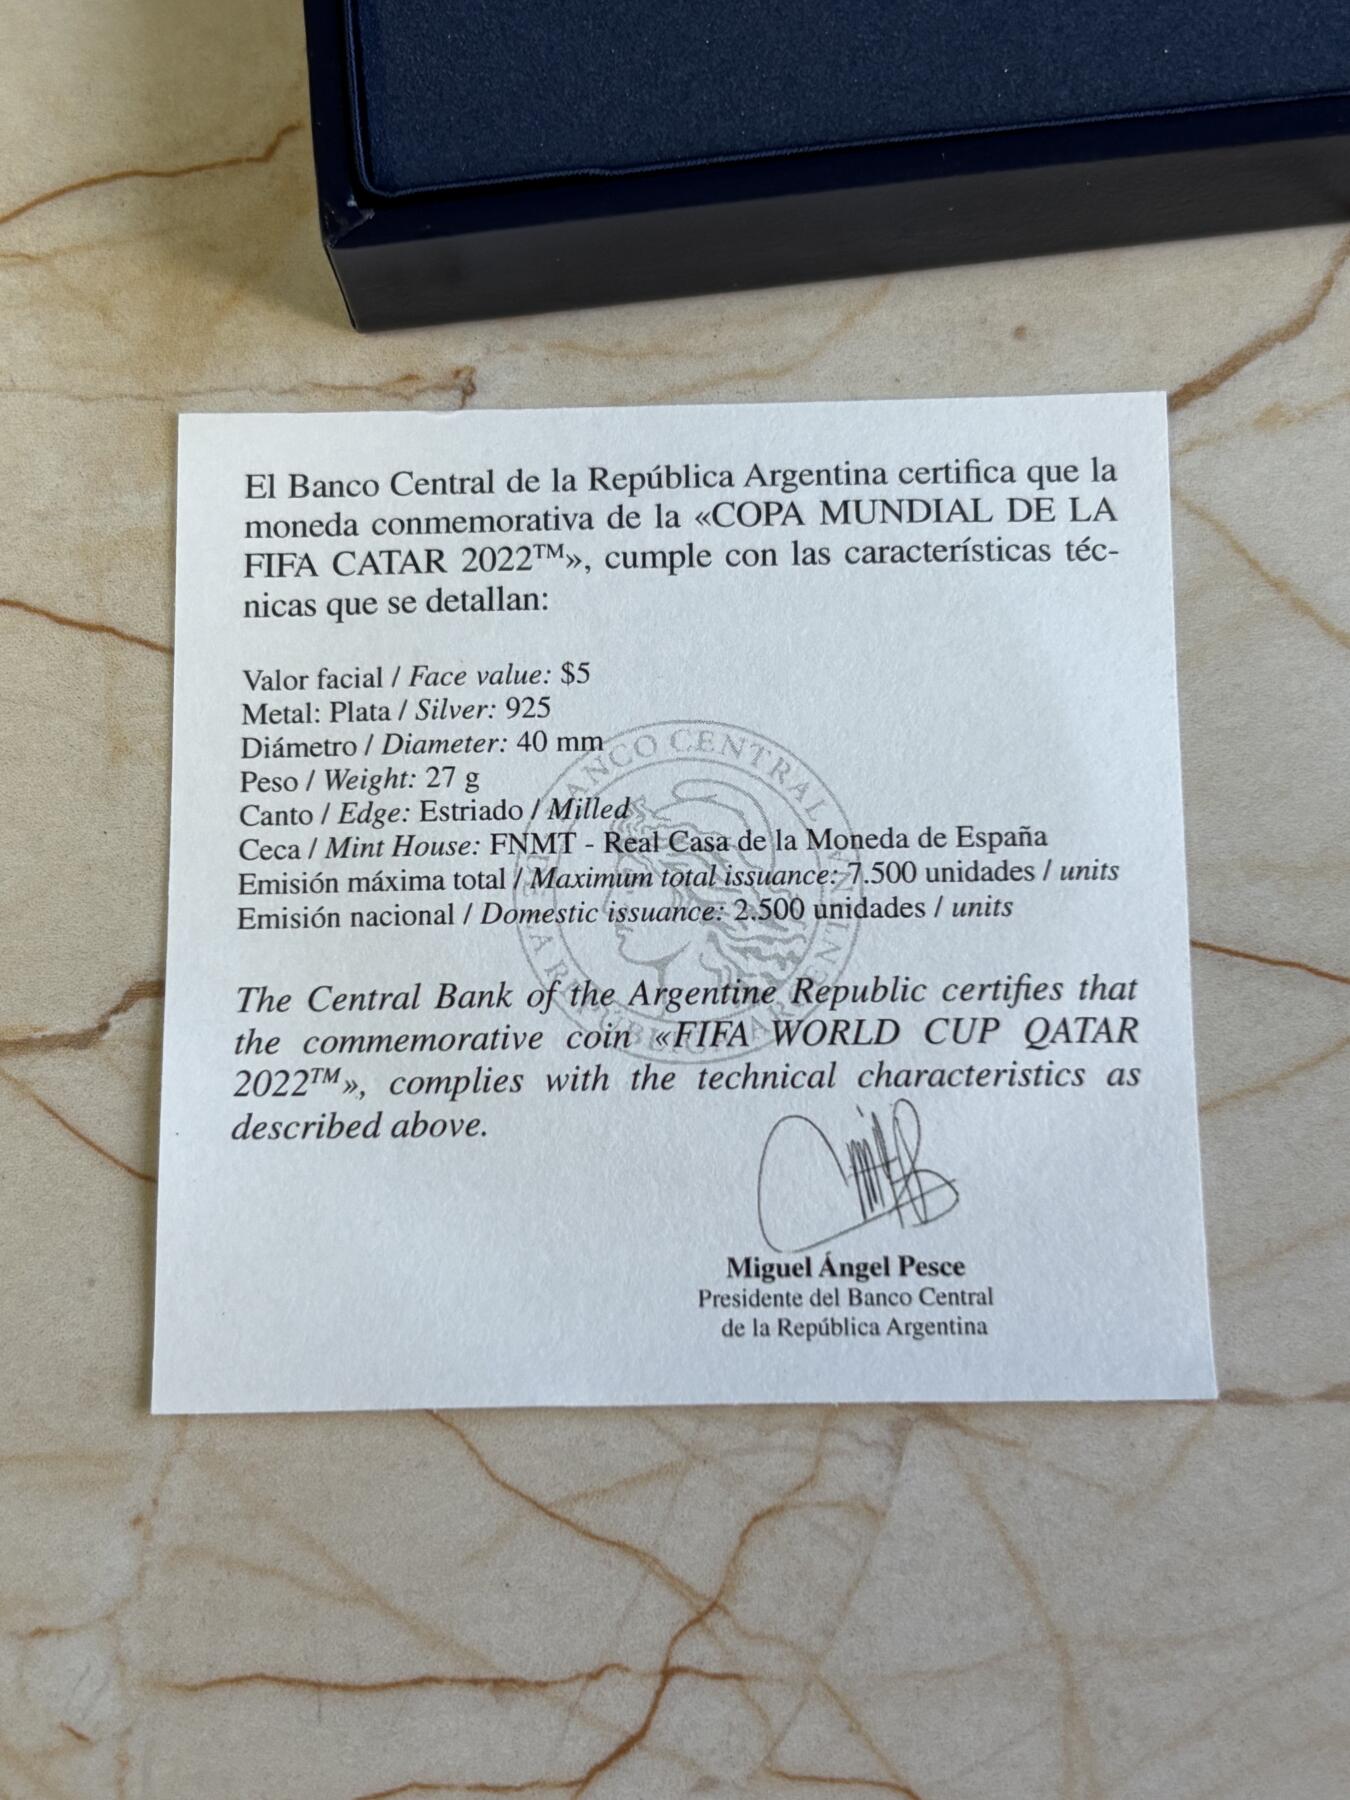 El Banco Central de la República Argentina certifica que la
moneda conmemorativa de la «COPA MUNDIAL DE LA
FIFA CATAR 2022™», cumple con las características téc-
nicas que se detallan:
Valor facial / Face value: $5
Metal: Plata / Silver: 925
Diámetro / Diameter: 40 mm
Peso / Weight: 27 g
Canto / Edge: Estriado / Milled
Ceca / Mint House: FNMT - Real Casa de la Moneda de España
Emisión máxima total / Maximum total issuance: 7.500 unidades / units
Emisión nacional / Domestic issuance: 2.500 unidades / units
BANCO CENTRAL
DE LA REPÚBLICA ARGENTINA
The Central Bank of the Argentine Republic certifies that
the commemorative coin «FIFA WORLD CUP QATAR
2022™», complies with the technical characteristics as
described above.
Miguel Ángel Pesce
Presidente del Banco Central
de la República Argentina